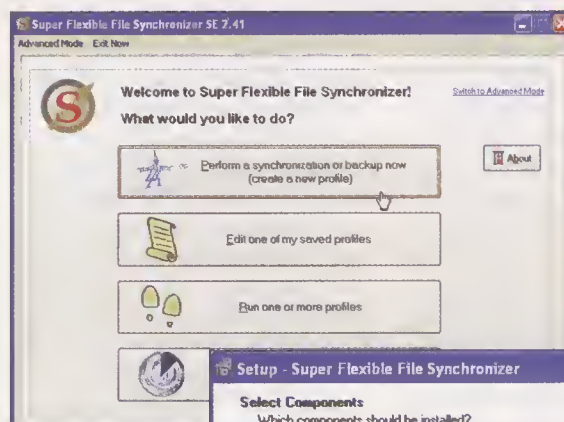 Super Flexible File Synchronizer SE 2.41
Advanced Mode Exit Now
Welcome to Super Flexible File Synchronizer!
Switch to Advanced Mode
What would you like to do?
Perform a synchronization or backup now
(create a new profile)
About
Edit one of my saved profiles
Run one or more profiles
Setup - Super Flexible File Synchronizer
Select Components
Which components should be installed?